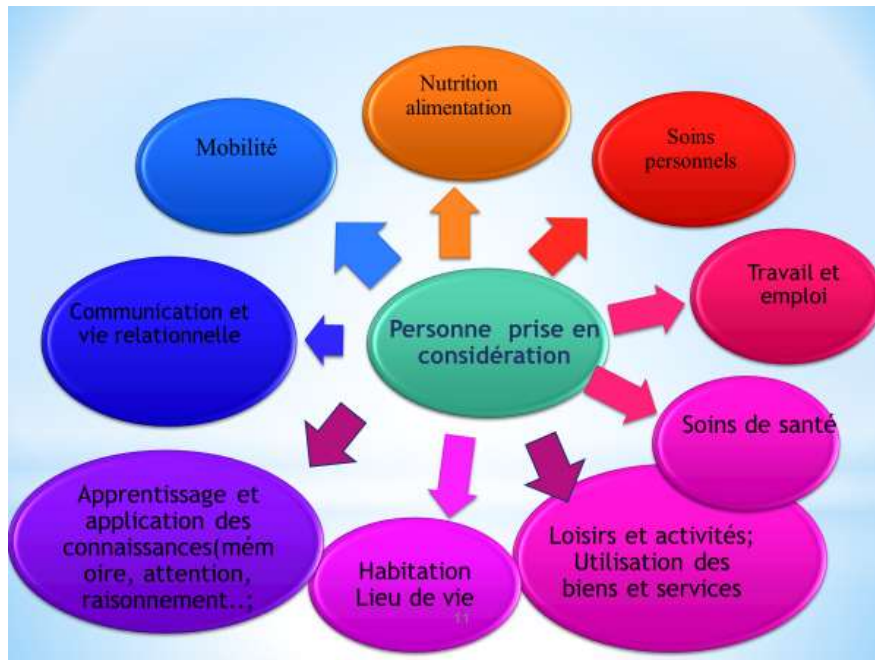 Nutrition
alimentation
Mobilité
Soins
personnels
Travail et
emploi
Communication et
vie relationnelle
Personne prise en
considération
Soins de santé
Apprentissage et
application des
connaissances(mém
oire, attention,
raisonnement..;
Habitation
Lieu de vie
Loisirs et activités;
Utilisation des
biens et services
11